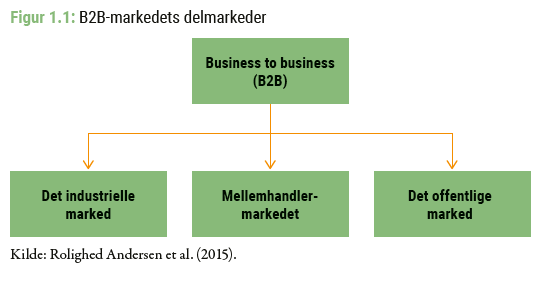 Figur 1.1: B2B-markedets delmarkeder
Business to business
(B2B)
Det industrielle
marked
Mellemhandler-
markedet
Det offentlige
marked
Kilde: Rolighed Andersen et al. (2015).